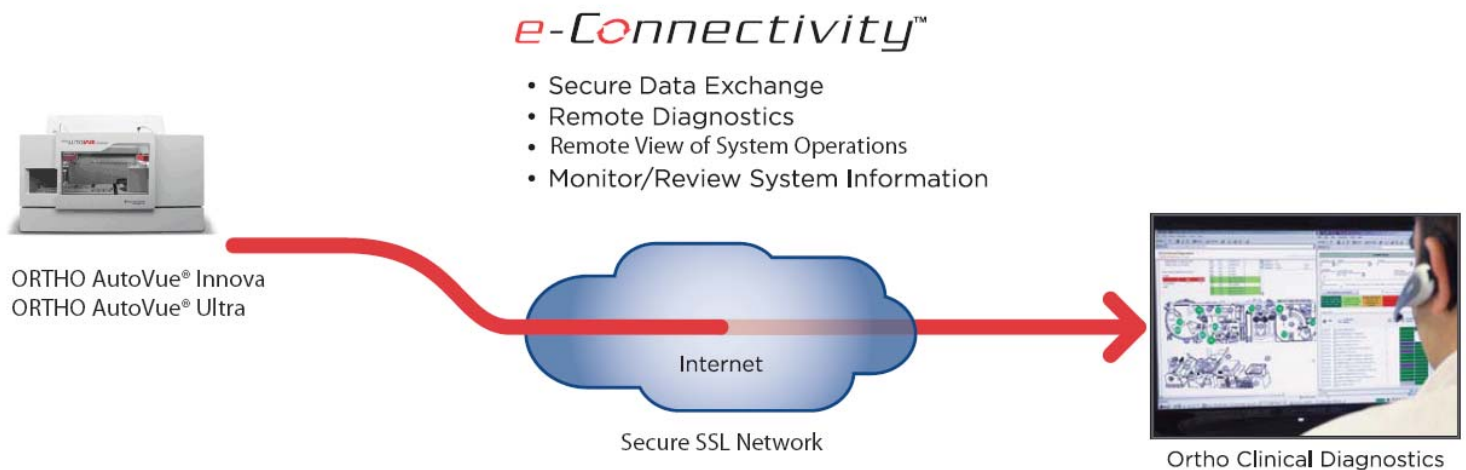 e-Connectivity™
• Secure Data Exchange
• Remote Diagnostics
• Remote View of System Operations
• Monitor/Review System Information
ORTHO AutoVue® Innova
ORTHO AutoVue® Ultra
Internet
Secure SSL Network
Ortho Clinical Diagnostics